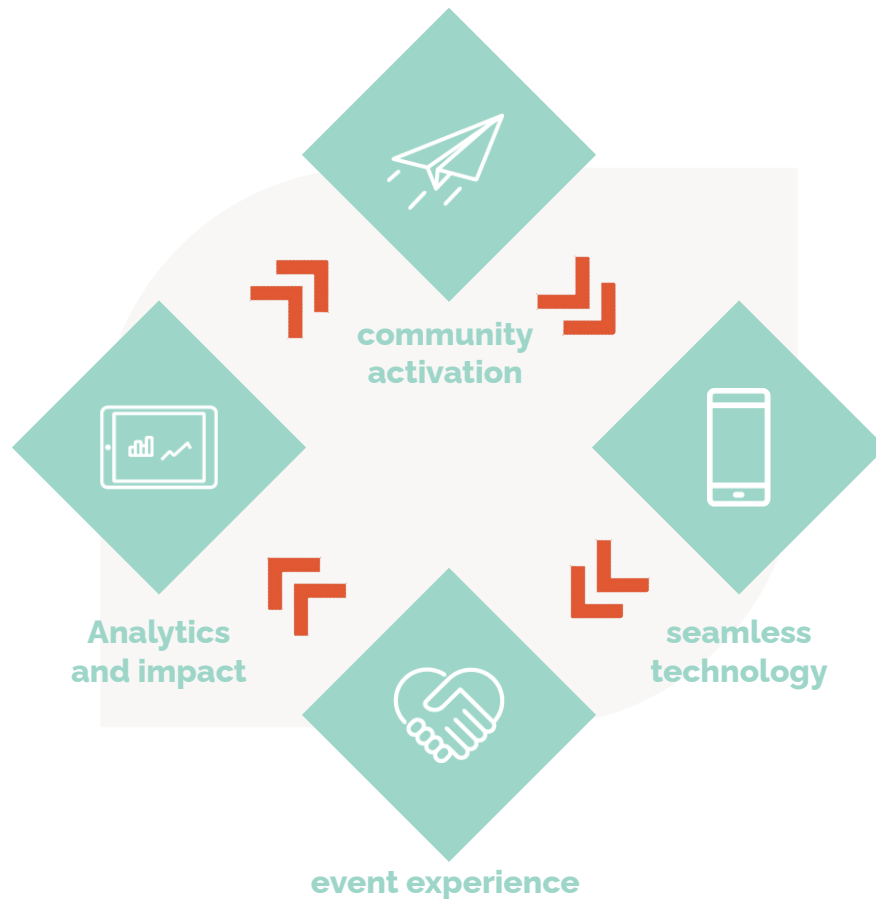 community
activation
Analytics
and impact
seamless
technology
event experience